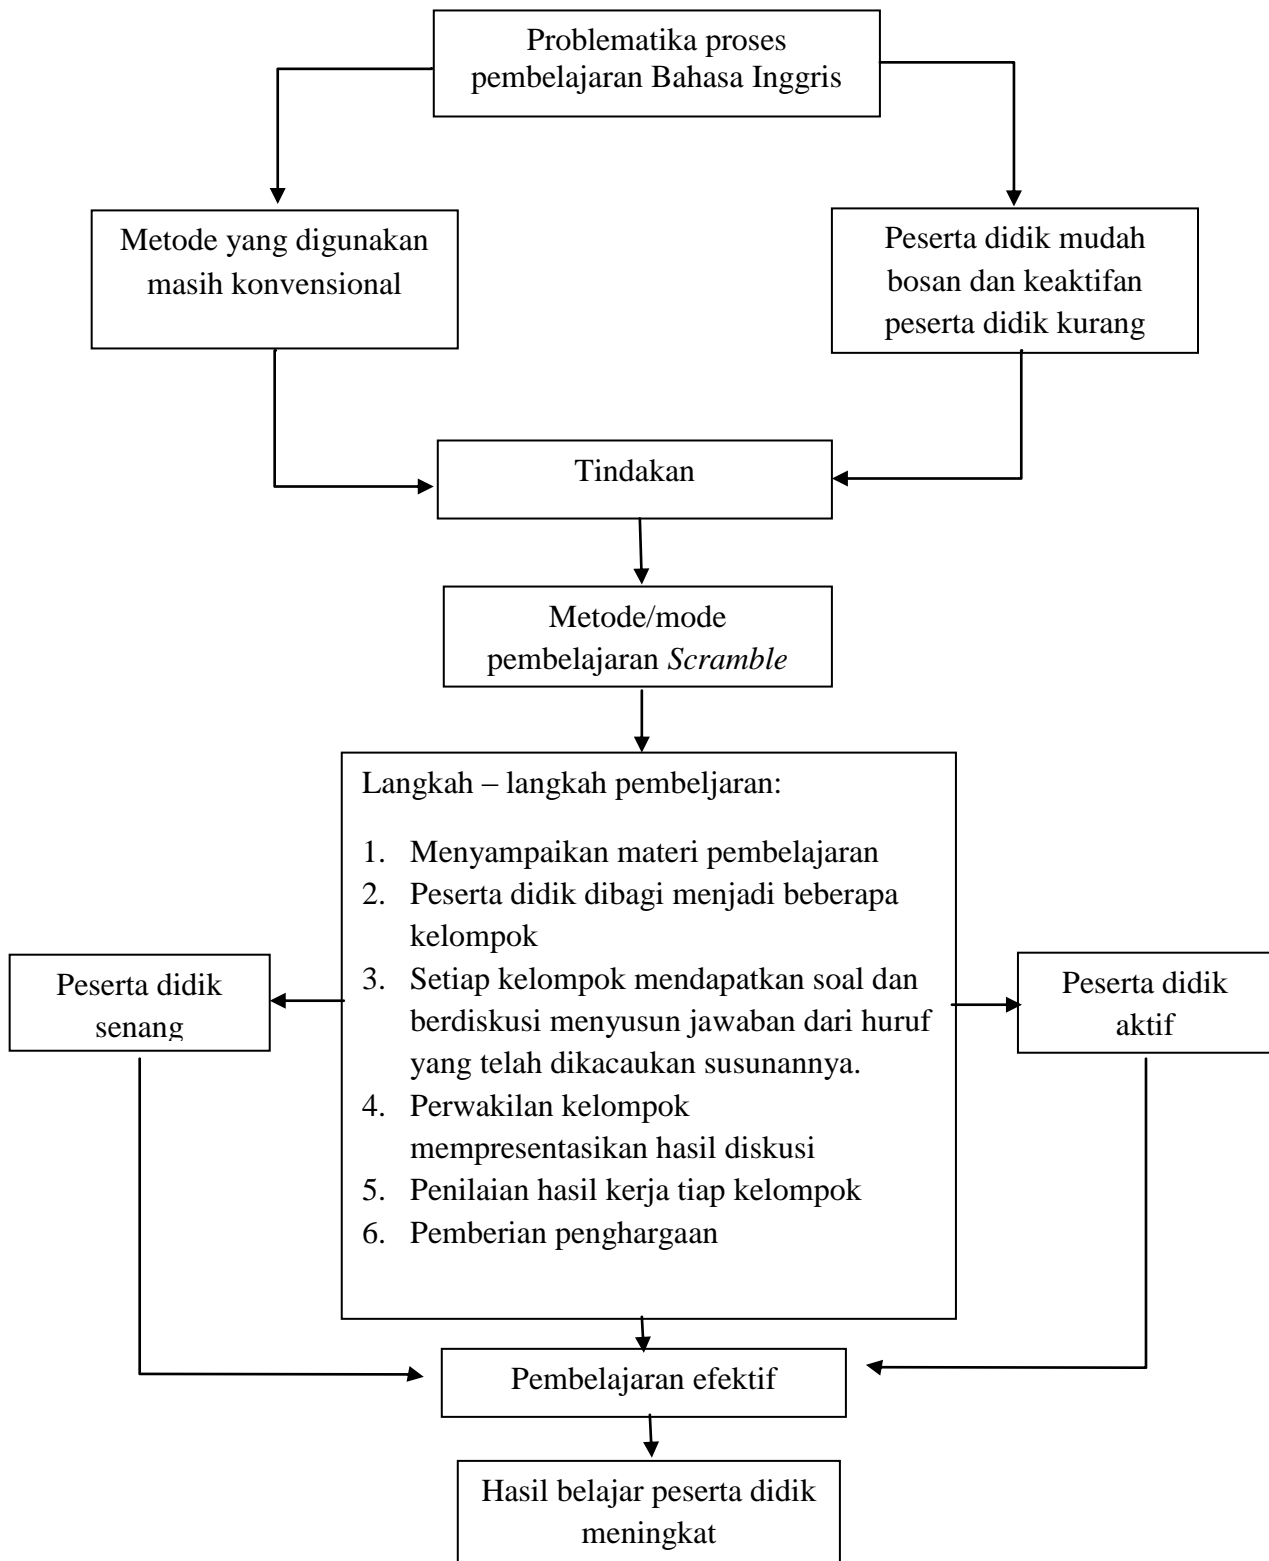 Problematika proses
pembelajaran Bahasa Inggris
Metode yang digunakan
masih konvensional
Peserta didik mudah
bosan dan keaktifan
peserta didik kurang
Tindakan
Metode/mode
pembelajaran Scramble
Langkah – langkah pembeljaran:
1. Menyampaikan materi pembelajaran
2. Peserta didik dibagi menjadi beberapa
kelompok
3. Setiap kelompok mendapatkan soal dan
berdiskusi menyusun jawaban dari huruf
yang telah dikacaukan susunannya.
4. Perwakilan kelompok
mempresentasikan hasil diskusi
5. Penilaian hasil kerja tiap kelompok
6. Pemberian penghargaan
Peserta didik
senang
Peserta didik
aktif
Pembelajaran efektif
Hasil belajar peserta didik
meningkat